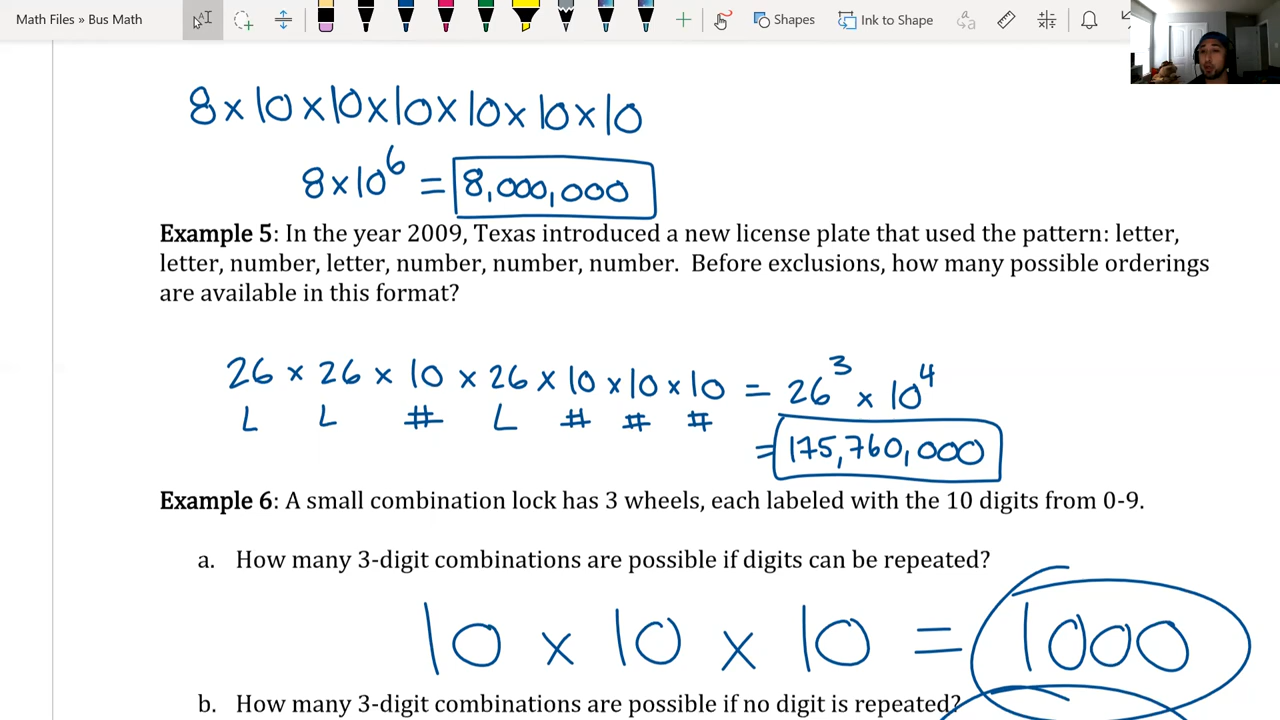 Math Files » Bus Math
Shapes
Ink to Shape
8×10×10×10×10×10×10
8×10⁶ = 8,000,000
Example 5: In the year 2009, Texas introduced a new license plate that used the pattern: letter,
letter, number, letter, number, number, number. Before exclusions, how many possible orderings
are available in this format?
26 × 26 × 10 × 26 × 10 × 10 × 10 = 26³ × 10⁴
L L # L # # #
= 175,760,000
Example 6: A small combination lock has 3 wheels, each labeled with the 10 digits from 0-9.
a. How many 3-digit combinations are possible if digits can be repeated?
10 × 10 × 10 = 1000
b. How many 3-digit combinations are possible if no digit is repeated?